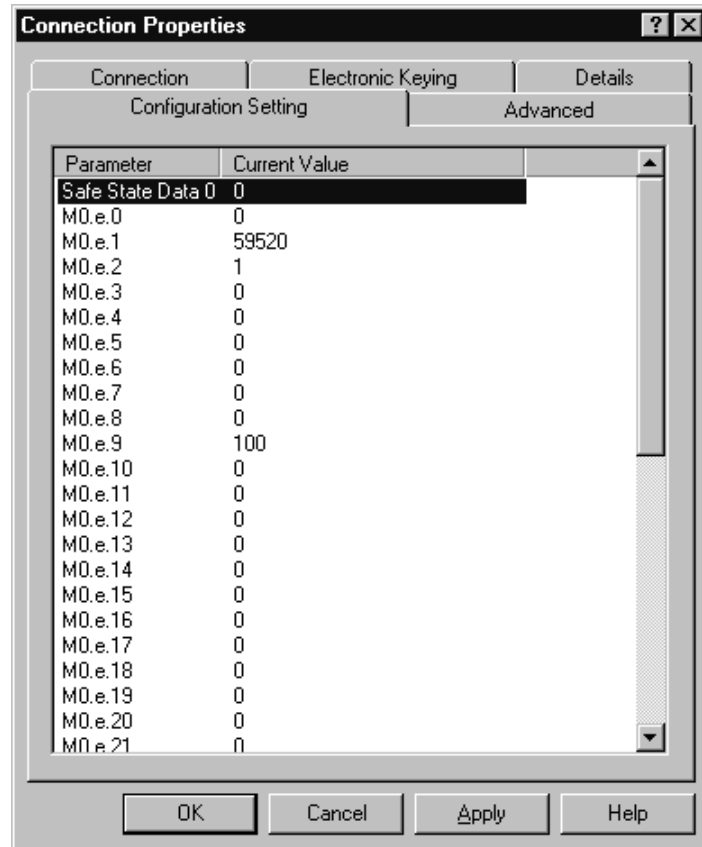 Connection Properties
Connection Electronic Keying Details
Configuration Setting Advanced
Parameter Current Value
Safe State Data 0 0
M0.e.0 0
M0.e.1 59520
M0.e.2 1
M0.e.3 0
M0.e.4 0
M0.e.5 0
M0.e.6 0
M0.e.7 0
M0.e.8 0
M0.e.9 100
M0.e.10 0
M0.e.11 0
M0.e.12 0
M0.e.13 0
M0.e.14 0
M0.e.15 0
M0.e.16 0
M0.e.17 0
M0.e.18 0
M0.e.19 0
M0.e.20 0
M0.e.21 0
OK Cancel Apply Help